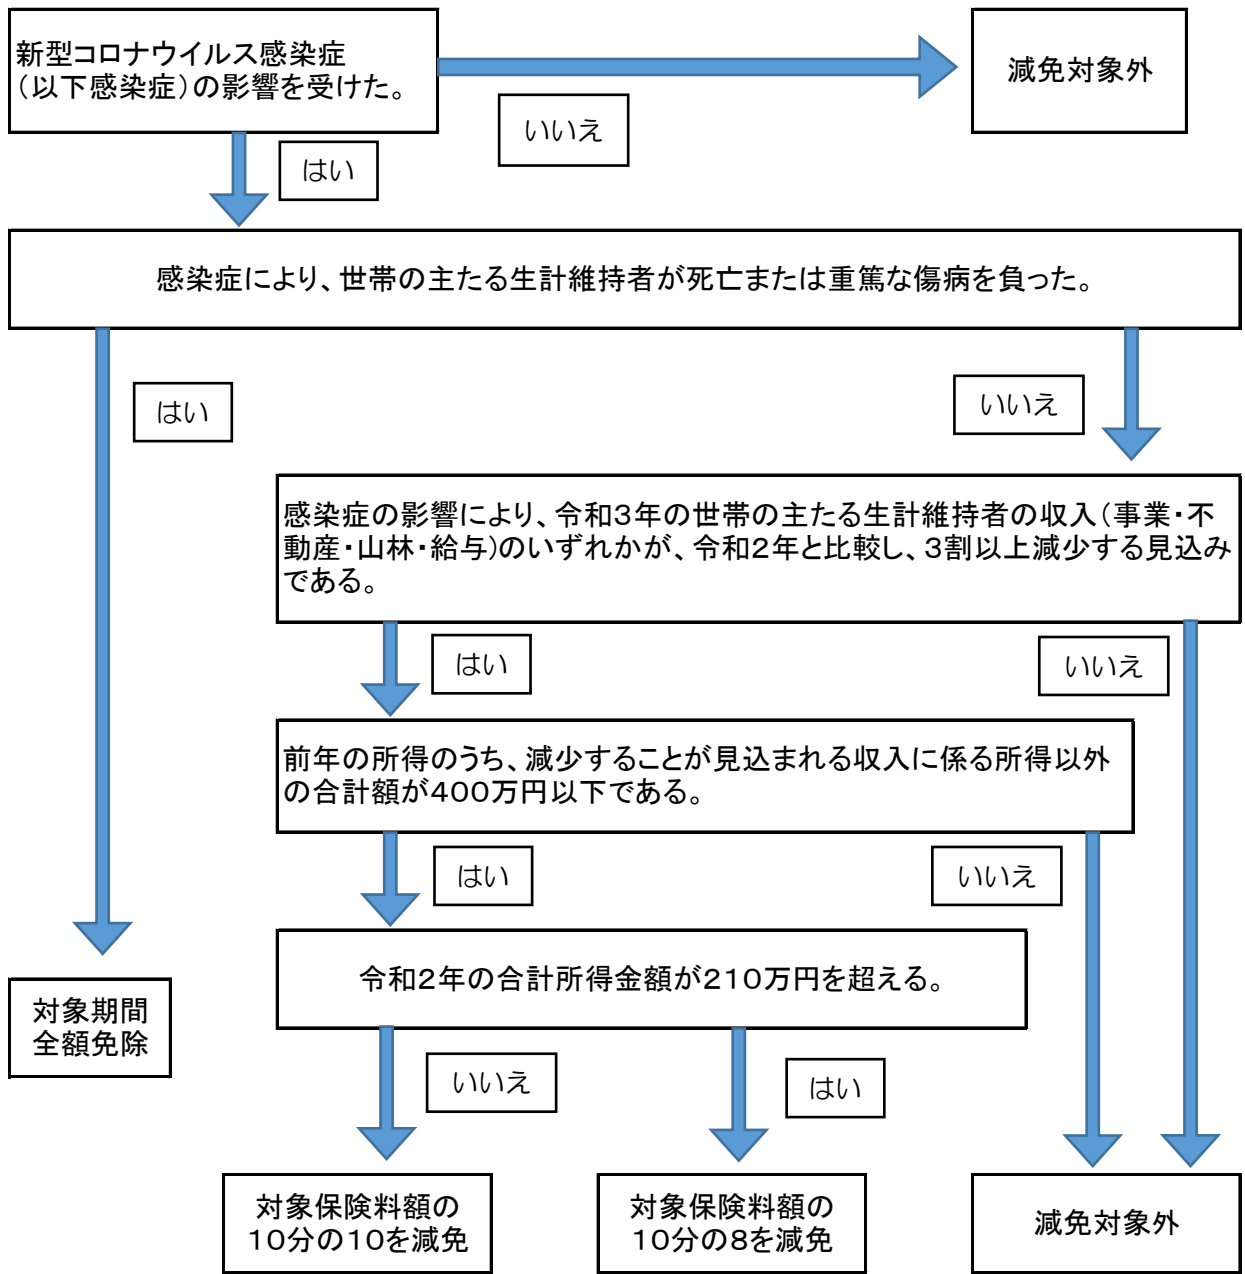 新型コロナウイルス感染症
（以下感染症）の影響を受けた。
減免対象外
いいえ
はい
感染症により、世帯の主たる生計維持者が死亡または重篤な傷病を負った。
はい
いいえ
感染症の影響により、令和3年の世帯の主たる生計維持者の収入（事業・不
動産・山林・給与）のいずれかが、令和2年と比較し、3割以上減少する見込み
である。
はい
いいえ
前年の所得のうち、減少することが見込まれる収入に係る所得以外
の合計額が400万円以下である。
はい
いいえ
令和2年の合計所得金額が210万円を超える。
対象期間
全額免除
いいえ
はい
対象保険料額の
10分の10を減免
対象保険料額の
10分の8を減免
減免対象外